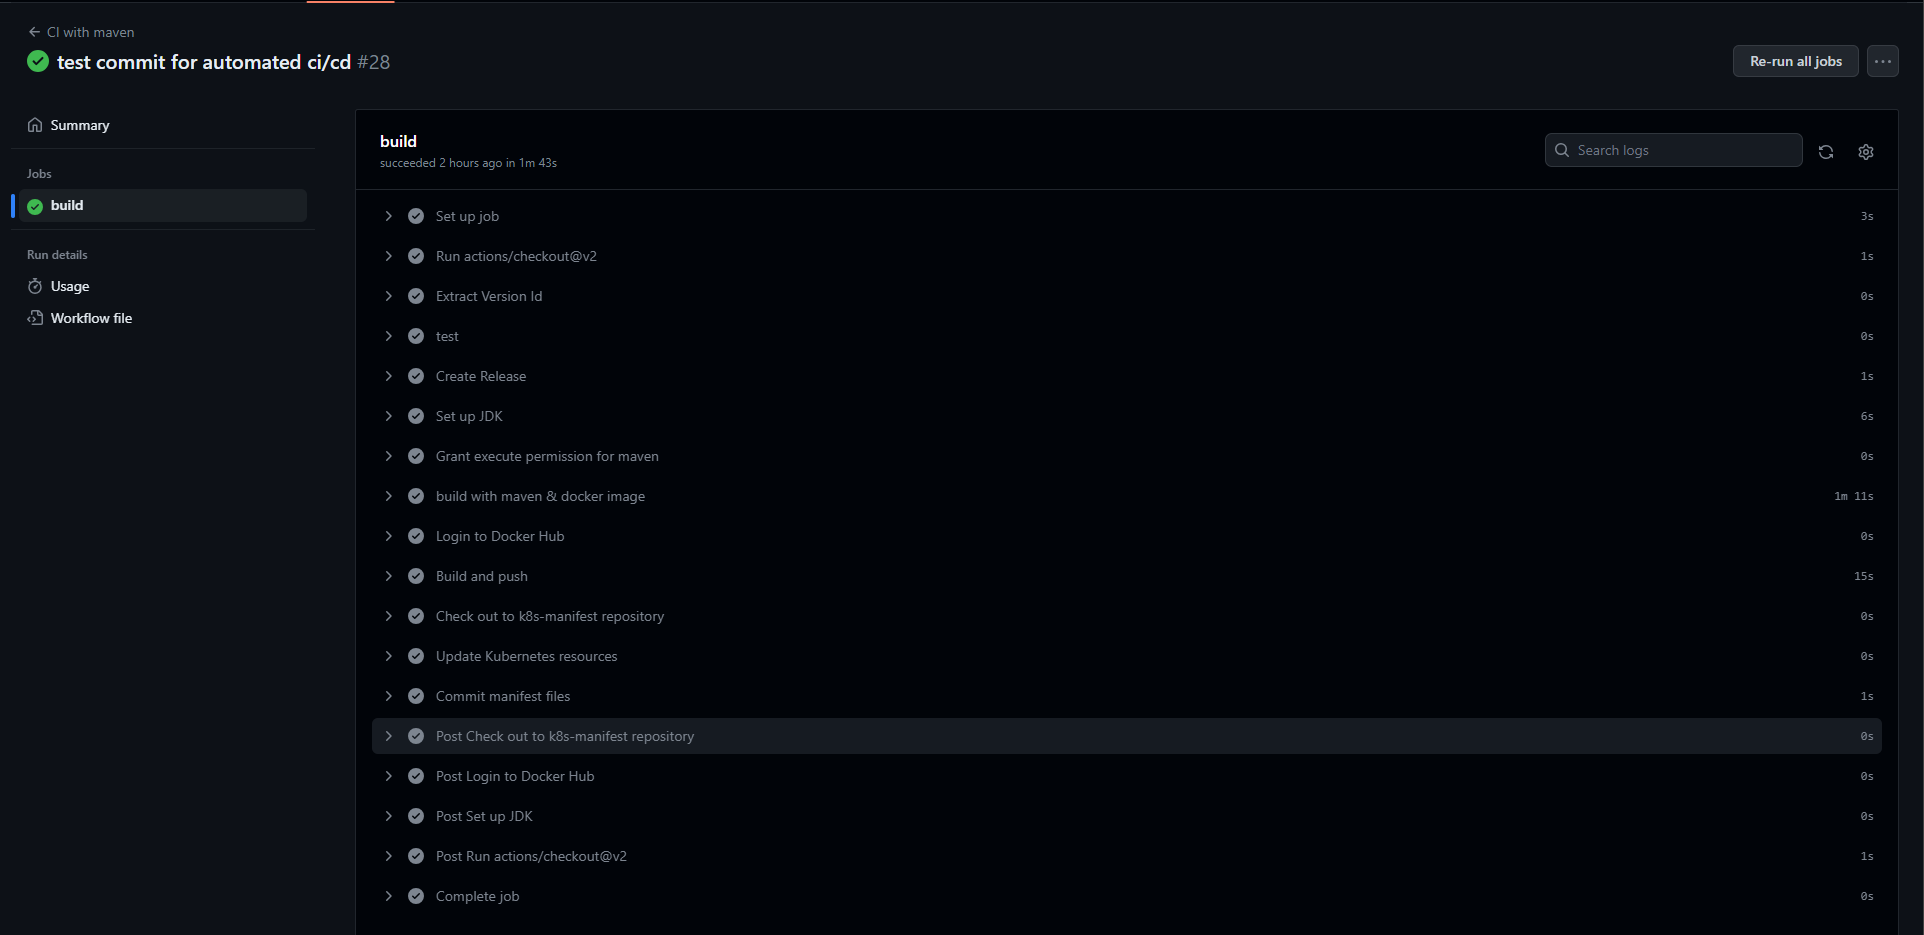 CI with maven
test commit for automated ci/cd #28
Re-run all jobs
Summary
Jobs
build
Run details
Usage
Workflow file
build
succeeded 2 hours ago in 1m 43s
Search logs
Set up job 3s
Run actions/checkout@v2 1s
Extract Version Id 0s
test 0s
Create Release 1s
Set up JDK 6s
Grant execute permission for maven 0s
build with maven & docker image 1m 11s
Login to Docker Hub 0s
Build and push 15s
Check out to k8s-manifest repository 0s
Update Kubernetes resources 0s
Commit manifest files 1s
Post Check out to k8s-manifest repository 0s
Post Login to Docker Hub 0s
Post Set up JDK 0s
Post Run actions/checkout@v2 1s
Complete job 0s